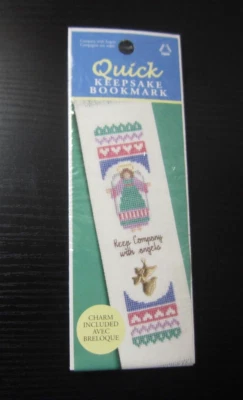 Quick
KEEPSAKE
BOOKMARK
Keep Company
with angels
CHARM
INCLUDED
AVEC
BRELOQUE